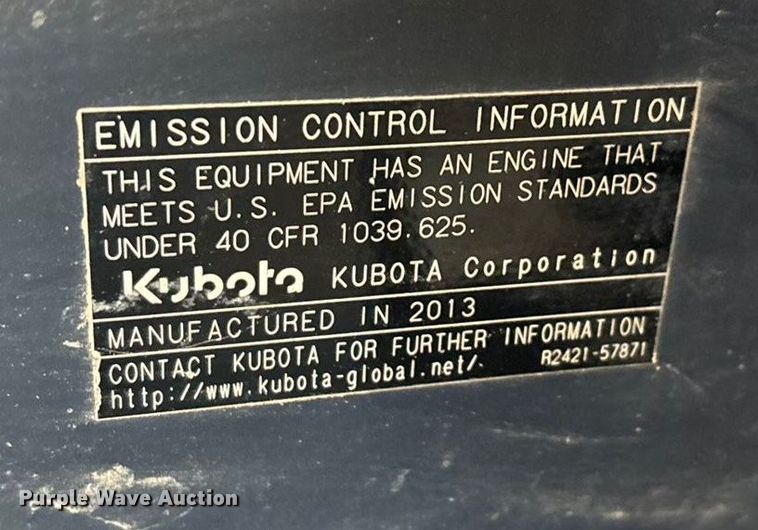 EMISSION CONTROL INFORMATION
THIS EQUIPMENT HAS AN ENGINE THAT
MEETS U.S. EPA EMISSION STANDARDS
UNDER 40 CFR 1039.625.
Kubota KUBOTA Corporation
MANUFACTURED IN 2013
CONTACT KUBOTA FOR FURTHER INFORMATION
http://www.kubota-global.net/ R2421-57871
Purple Wave Auction